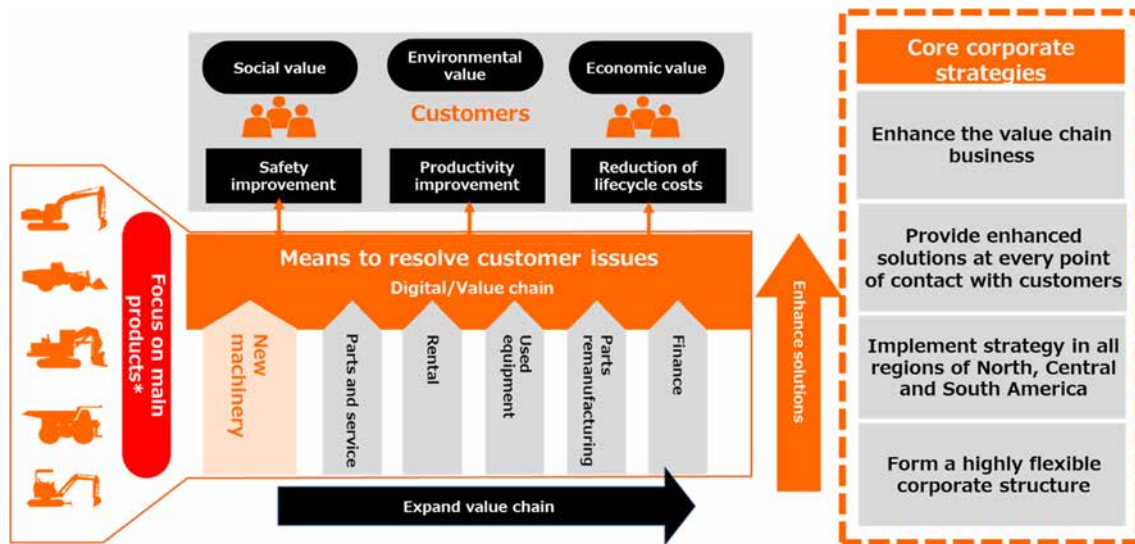 Social value
Environmental
value
Economic value
Customers
Safety
improvement
Productivity
improvement
Reduction of
lifecycle costs
Focus on main
products*
Means to resolve customer issues
Digital/Value chain
New
machinery
Parts and service
Rental
Used
equipment
Parts
remanufacturing
Finance
Expand value chain
Enhance solutions
Core corporate
strategies
Enhance the value chain
business
Provide enhanced
solutions at every point
of contact with customers
Implement strategy in all
regions of North, Central
and South America
Form a highly flexible
corporate structure